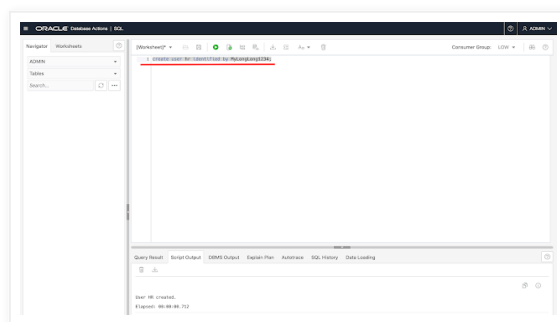 ORACLE Database Actions | SQL
ADMIN
Navigator Worksheets
[Worksheet]*
Aa
Consumer Group: LOW
ADMIN
Tables
Search...
1 create user hr identified by MyLongLong1234;
Query Result Script Output DBMS Output Explain Plan Autotrace SQL History Data Loading
User HR created.
Elapsed: 00:00:00.712